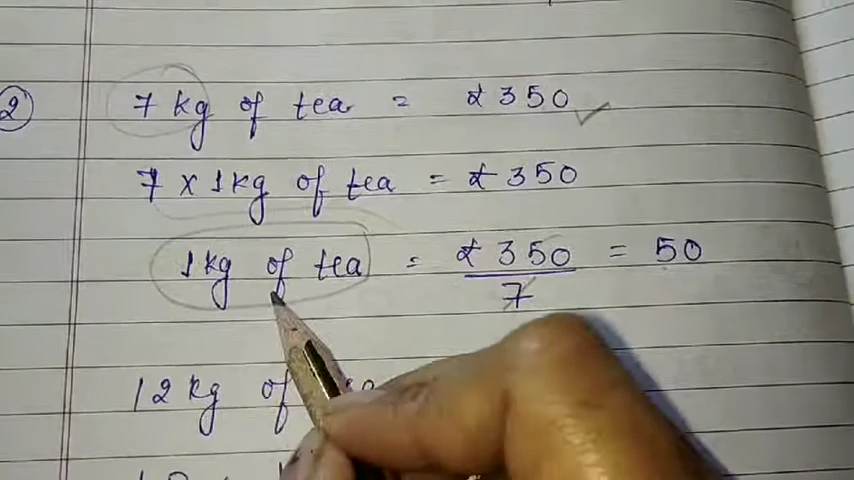 2
7 kg of tea = ₹ 350 ✓
7 x 1 kg of tea = ₹ 350
1 kg of tea = ₹ 350 / 7 = 50
12 kg of